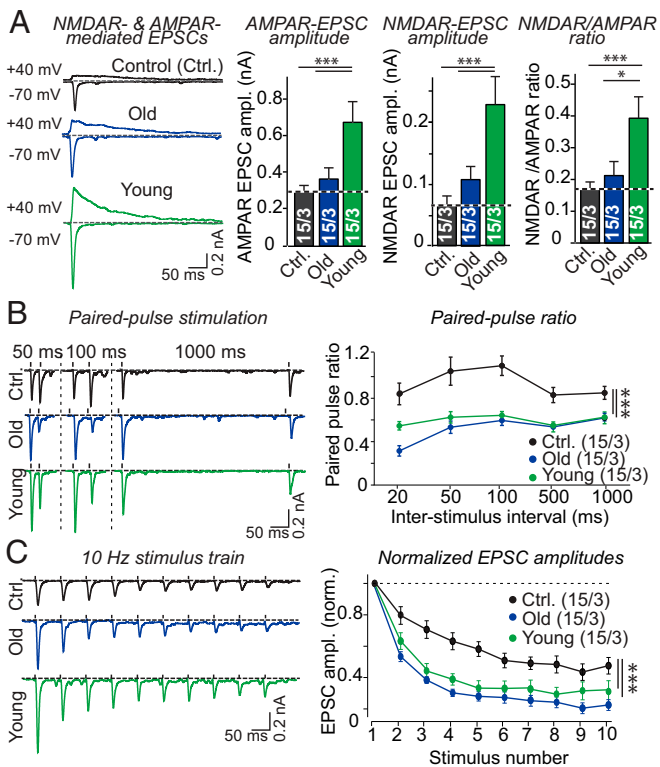 A
NMDAR- & AMPAR-
mediated EPSCs
+40 mV
Control (Ctrl.)
-70 mV
+40 mV
Old
-70 mV
Young
+40 mV
-70 mV
50 ms
0.2 nA
AMPAR-EPSC
amplitude
AMPAR EPSC ampl. (nA)
0.8
0.6
0.4
0.2
0
***
15/3
15/3
15/3
Ctrl.
Old
Young
NMDAR-EPSC
amplitude
NMDAR EPSC ampl. (nA)
0.3
0.2
0.1
0
***
15/3
15/3
15/3
Ctrl.
Old
Young
NMDAR/AMPAR
ratio
NMDAR /AMPAR ratio
0.5
0.4
0.3
0.2
0.1
0
***
*
15/3
15/3
15/3
Ctrl.
Old
Young
B
Paired-pulse stimulation
50 ms
100 ms
1000 ms
Ctrl.
Old
Young
50 ms
0.2 nA
Paired-pulse ratio
Paired pulse ratio
1.2
0.8
0.4
0
***
Ctrl. (15/3)
Old (15/3)
Young (15/3)
20 50 100 500 1000
Inter-stimulus interval (ms)
C
10 Hz stimulus train
Ctrl.
Old
Young
50 ms
0.2 nA
Normalized EPSC amplitudes
EPSC ampl. (norm.)
0.8
0.4
0
Ctrl. (15/3)
Old (15/3)
Young (15/3)
***
1 2 3 4 5 6 7 8 9 10
Stimulus number